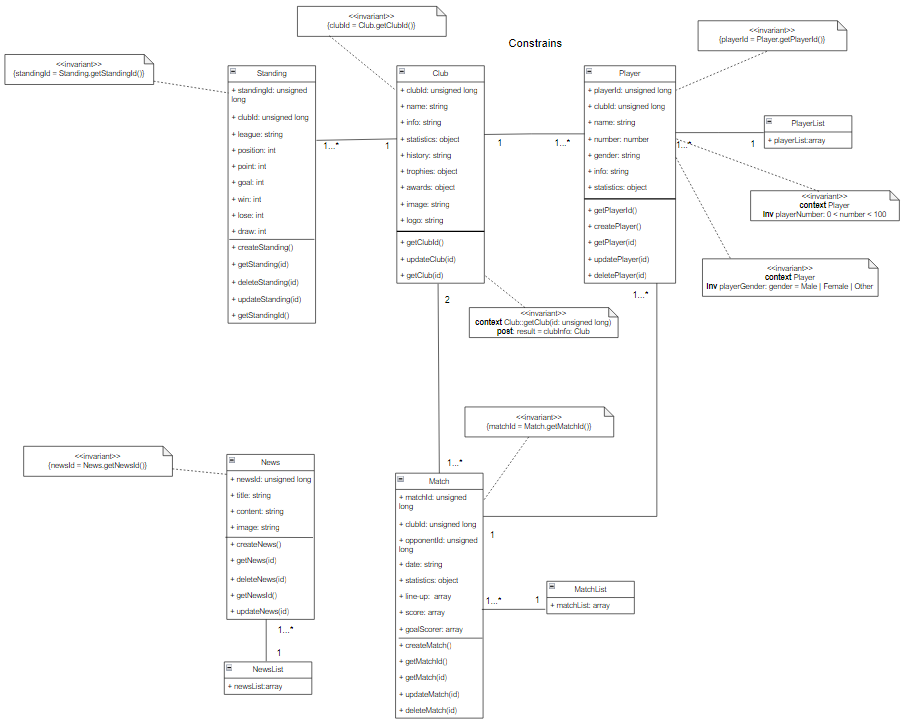 Constrains
<<invariant>>
{clubId = Club.getClubId()}
<<invariant>>
{playerId = Player.getPlayerId()}
<<invariant>>
{standingId = Standing.getStandingId()}
Standing
+ standingId: unsigned
long
+ clubId: unsigned long
+ league: string
+ position: int
+ point: int
+ goal: int
+ win: int
+ lose: int
+ draw: int
+ createStanding()
+ getStanding(id)
+ deleteStanding(id)
+ updateStanding(id)
+ getStandingId()
1...*
1
Club
+ clubId: unsigned long
+ name: string
+ info: string
+ statistics: object
+ history: string
+ trophies: object
+ awards: object
+ image: string
+ logo: string
+ getClubId()
+ updateClub(id)
+ getClub(id)
1
1...*
Player
+ playerId: unsigned long
+ clubId: unsigned long
+ name: string
+ number: number
+ gender: string
+ info: string
+ statistics: object
+ getPlayerId()
+ createPlayer()
+ getPlayer(id)
+ updatePlayer(id)
+ deletePlayer(id)
1...*
1
PlayerList
+ playerList:array
<<invariant>>
context Player
inv playerNumber: 0 < number < 100
<<invariant>>
context Player
inv playerGender: gender = Male | Female | Other
2
1...*
<<invariant>>
context Club::getClub(id: unsigned long)
post: result = clubInfo: Club
<<invariant>>
{matchId = Match.getMatchId()}
<<invariant>>
{newsId = News.getNewsId()}
News
+ newsId: unsigned long
+ title: string
+ content: string
+ image: string
+ createNews()
+ getNews(id)
+ deleteNews(id)
+ getNewsId()
+ updateNews(id)
1...*
1
NewsList
+ newsList:array
1...*
Match
+ matchId: unsigned
long
+ clubId: unsigned long
+ opponentId: unsigned
long
+ date: string
+ statistics: object
+ line-up: array
+ score: array
+ goalScorer: array
+ createMatch()
+ getMatchId()
+ getMatch(id)
+ updateMatch(id)
+ deleteMatch(id)
1
1...*
1
MatchList
+ matchList: array